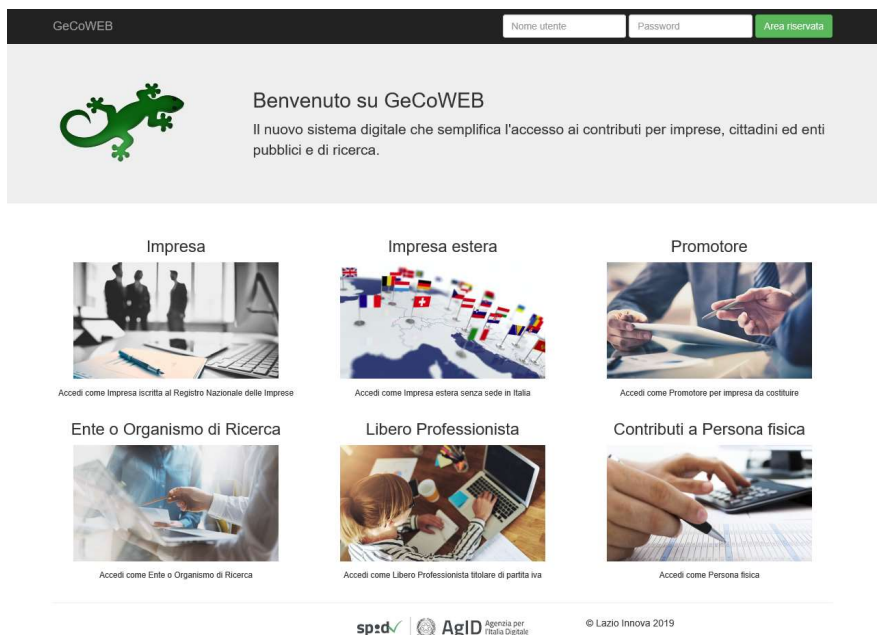 GeCoWEB
Nome utente
Password
Area riservata
Benvenuto su GeCoWEB
Il nuovo sistema digitale che semplifica l'accesso ai contributi per imprese, cittadini ed enti
pubblici e di ricerca.
Impresa
Impresa estera
Promotore
Accedi come Impresa iscritta al Registro Nazionale delle Imprese
Accedi come Impresa estera senza sede in Italia
Accedi come Promotore per impresa da costituire
Ente o Organismo di Ricerca
Libero Professionista
Contributi a Persona fisica
Accedi come Ente o Organismo di Ricerca
Accedi come Libero Professionista titolare di partita iva
Accedi come Persona fisica
sp:d
AgID
Agenzia per
l'Italia Digitale
© Lazio Innova 2019